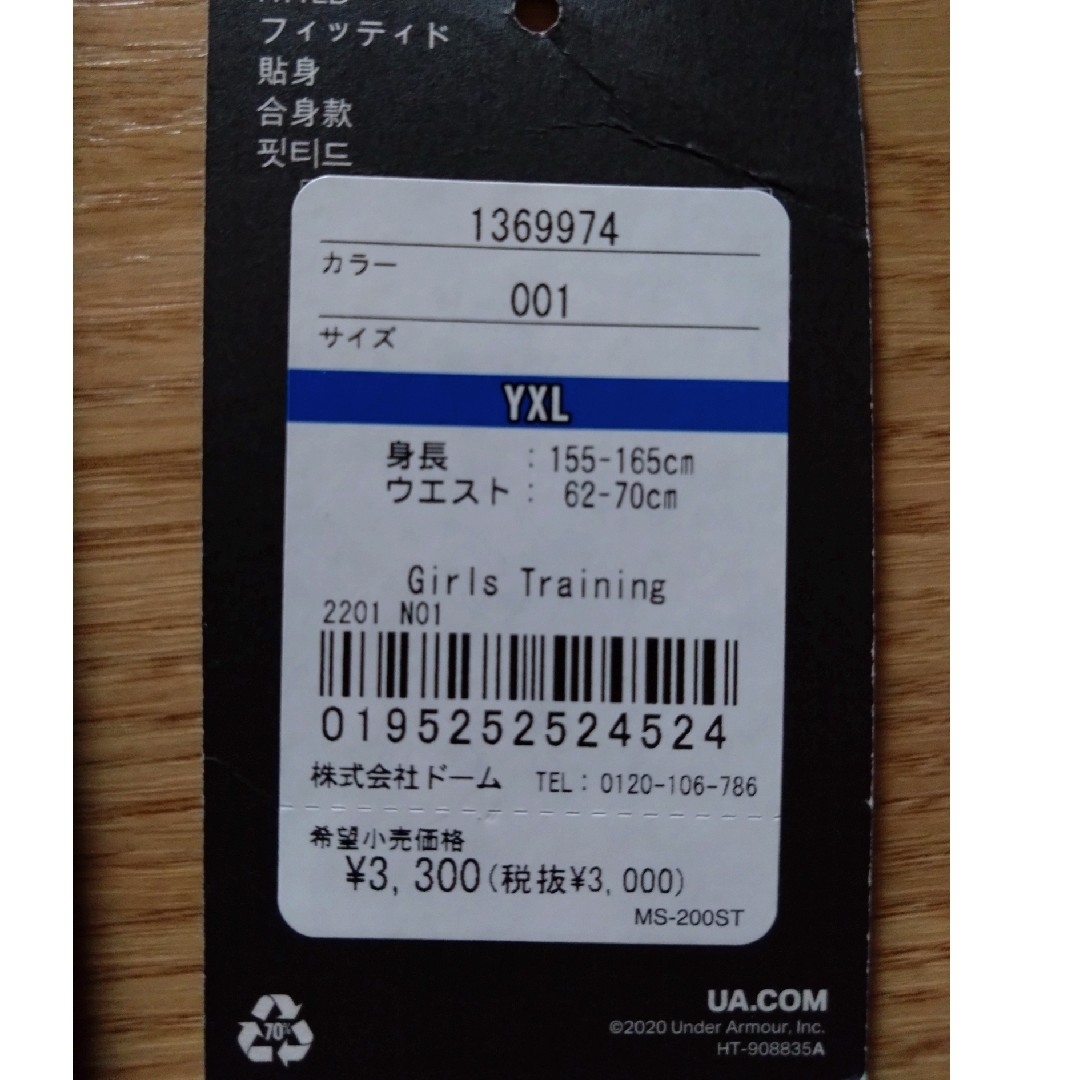 フィッティド
貼身
合身款
핏티드
1369974
カラー
001
サイズ
YXL
身長 : 155-165cm
ウエスト : 62-70cm
Girls Training
2201 N01
0195252524524
株式会社ドーム TEL: 0120-106-786
希望小売価格
¥3,300(税抜¥3,000)
MS-200ST
70%
UA.COM
©2020 Under Armour, Inc.
HT-908835A